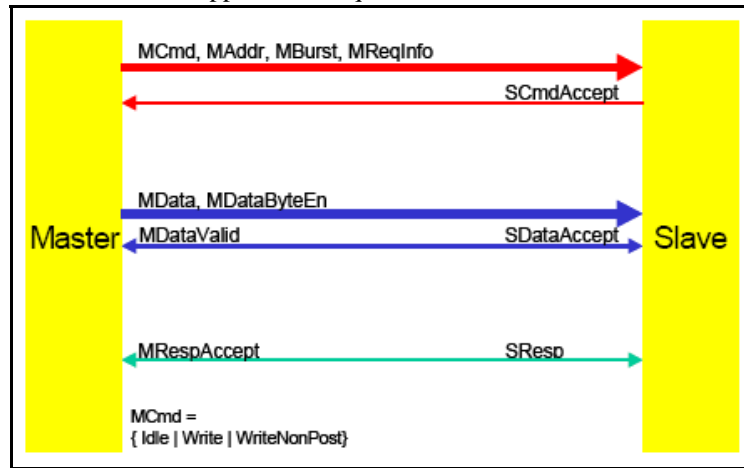 MCmd, MAddr, MBurst, MReqInfo
SCmdAccept
MData, MDataByteEn
Master
MDataValid
SDataAccept
Slave
MRespAccept
SResp
MCmd =
{ Idle | Write | WriteNonPost}